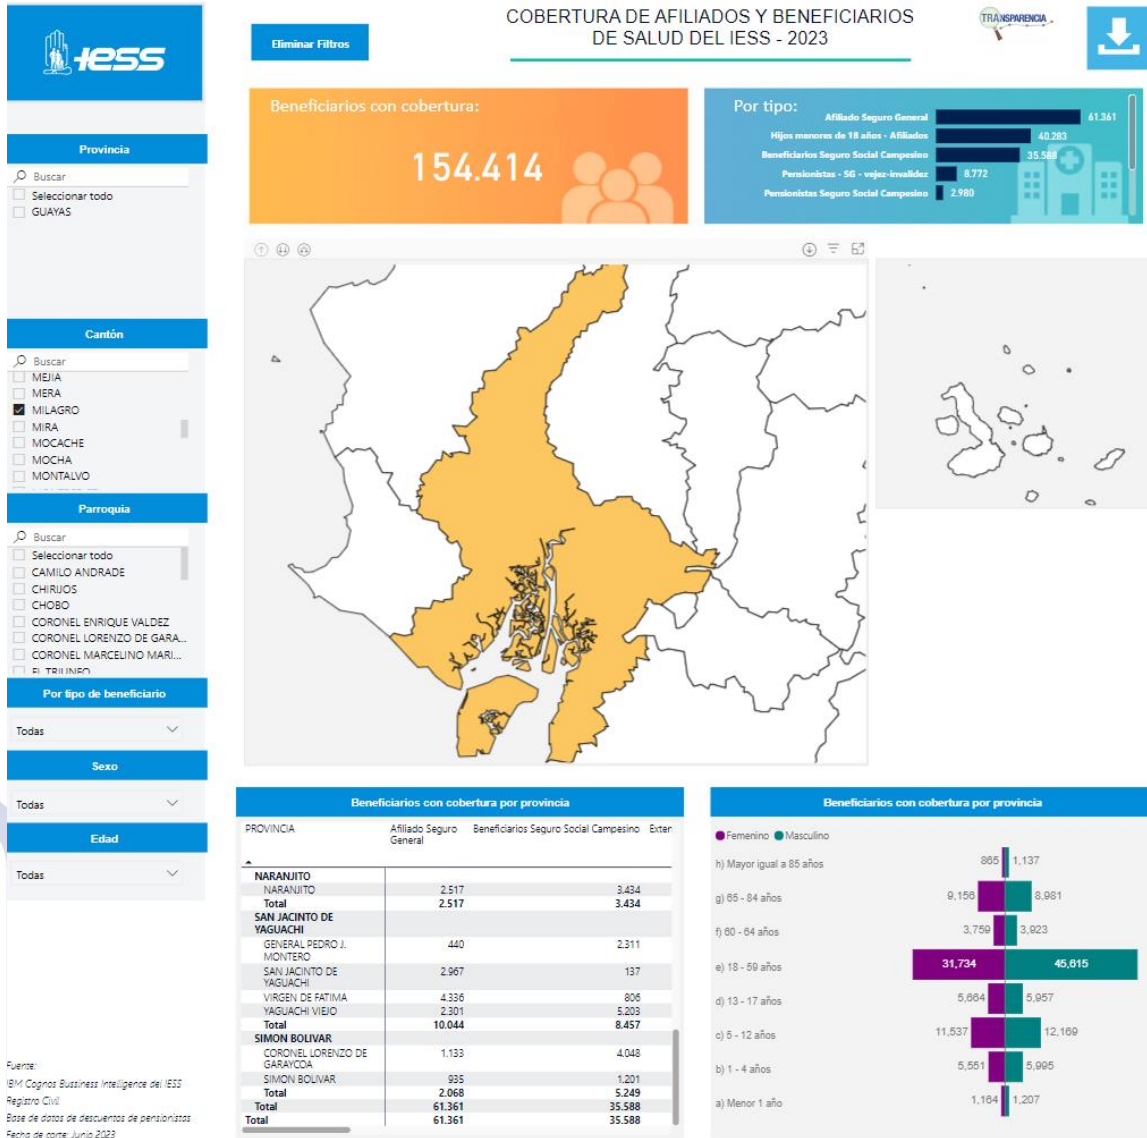 IESS
Eliminar Filtros
COBERTURA DE AFILIADOS Y BENEFICIARIOS
DE SALUD DEL IESS - 2023
TRANSPARENCIA
Beneficiarios con cobertura:
154.414
Por tipo:
Afiliado Seguro General 61.361
Hijos menores de 18 años - Afiliados 40.283
Beneficiarios Seguro Social Campesino 35.588
Pensionistas - SG - vejez-invalidez 8.772
Pensionistas Seguro Social Campesino 2.980
Provincia
Buscar
Seleccionar todo
GUAYAS
Cantón
Buscar
MEJIA
MERA
MILAGRO
MIRA
MOCACHE
MOCHA
MONTALVO
Parroquia
Buscar
Seleccionar todo
CAMILO ANDRADE
CHIRIJOS
CHOBO
CORONEL ENRIQUE VALDEZ
CORONEL LORENZO DE GARA...
CORONEL MARCELINO MARI...
EL TRIUNFO
Por tipo de beneficiario
Todas
Sexo
Todas
Edad
Todas
Fuente:
IBM Cognos Bussiness Intelligence del IESS
Registro Civil
Base de datos de descuentos de pensionistas
Fecha de corte: Junio 2023
Beneficiarios con cobertura por provincia
PROVINCIA Afiliado Seguro General Beneficiarios Seguro Social Campesino Exter
NARANJITO
NARANJITO 2.517 3.434
Total 2.517 3.434
SAN JACINTO DE
YAGUACHI
GENERAL PEDRO J. 440 2.311
MONTERO
SAN JACINTO DE 2.967 137
YAGUACHI
VIRGEN DE FATIMA 4.336 806
YAGUACHI VIEJO 2.301 5.203
Total 10.044 8.457
SIMON BOLIVAR
CORONEL LORENZO DE 1.133 4.048
GARAYCOA
SIMON BOLIVAR 935 1.201
Total 2.068 5.249
Total 61.361 35.588
Total 61.361 35.588
Beneficiarios con cobertura por provincia
Femenino Masculino
h) Mayor igual a 85 años 865 1,137
g) 65 - 84 años 9,156 8,981
f) 60 - 64 años 3,759 3,923
e) 18 - 59 años 31,734 45,615
d) 13 - 17 años 5,664 5,957
c) 5 - 12 años 11,537 12,169
b) 1 - 4 años 5,551 5,995
a) Menor 1 año 1,164 1,207